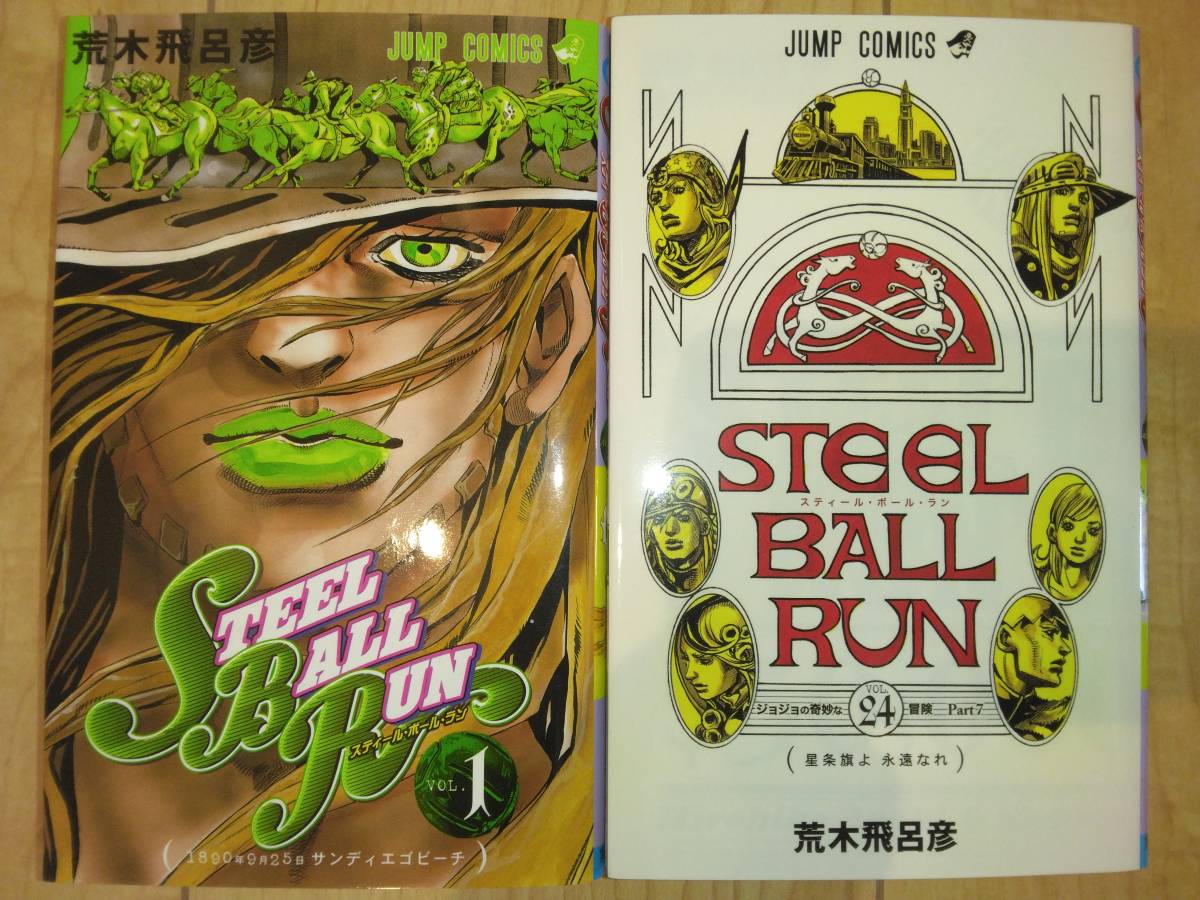 荒木飛呂彦
JUMP COMICS
STEEL
BALL
RUN
スティール・ボール・ラン
VOL. 1
(1890年9月25日 サンディエゴビーチ)
JUMP COMICS
STEEL
スティール・ボール・ラン
BALL
RUN
ジョジョの奇妙な VOL. 24 冒険 Part7
(星条旗よ 永遠なれ)
荒木飛呂彦